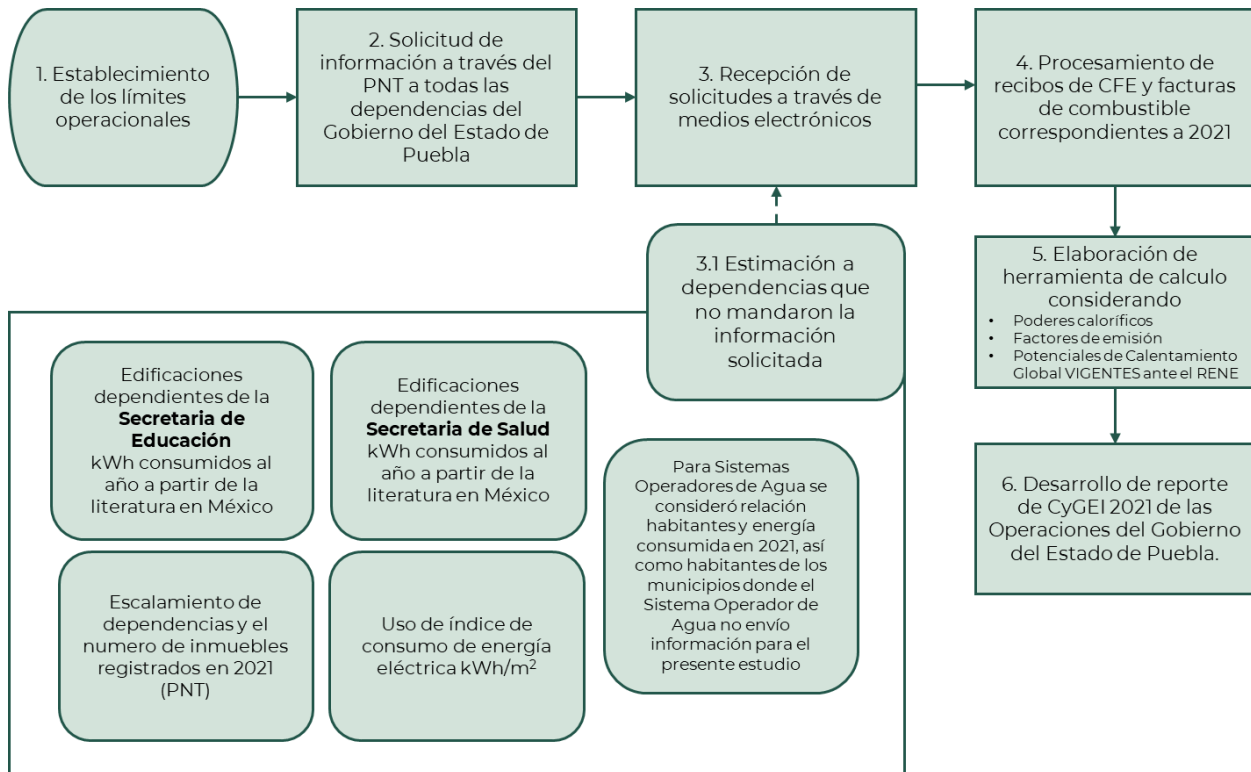 1. Establecimiento
de los límites
operacionales
2. Solicitud de
información a través del
PNT a todas las
dependencias del
Gobierno del Estado de
Puebla
3. Recepción de
solicitudes a través de
medios electrónicos
4. Procesamiento de
recibos de CFE y facturas
de combustible
correspondientes a 2021
3.1 Estimación a
dependencias que
no mandaron la
información
solicitada
5. Elaboración de
herramienta de calculo
considerando
• Poderes caloríficos
• Factores de emisión
• Potenciales de Calentamiento
Global VIGENTES ante el RENE
Edificaciones
dependientes de la
Secretaria de
Educación
kWh consumidos al
año a partir de la
literatura en México
Edificaciones
dependientes de la
Secretaria de Salud
kWh consumidos al
año a partir de la
literatura en México
Para Sistemas
Operadores de Agua se
consideró relación
habitantes y energía
consumida en 2021, así
como habitantes de los
municipios donde el
Sistema Operador de
Agua no envío
información para el
presente estudio
6. Desarrollo de reporte
de CyGEI 2021 de las
Operaciones del Gobierno
del Estado de Puebla.
Escalamiento de
dependencias y el
numero de inmuebles
registrados en 2021
(PNT)
Uso de índice de
consumo de energía
eléctrica kWh/m²